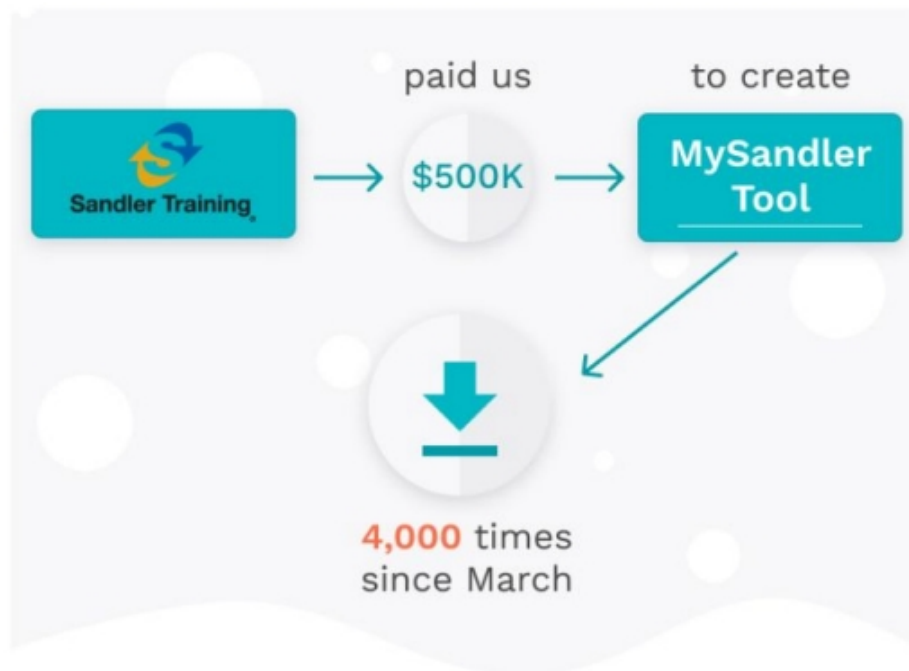 paid us
to create
Sandler Training®
$500K
MySandler
Tool
4,000 times
since March